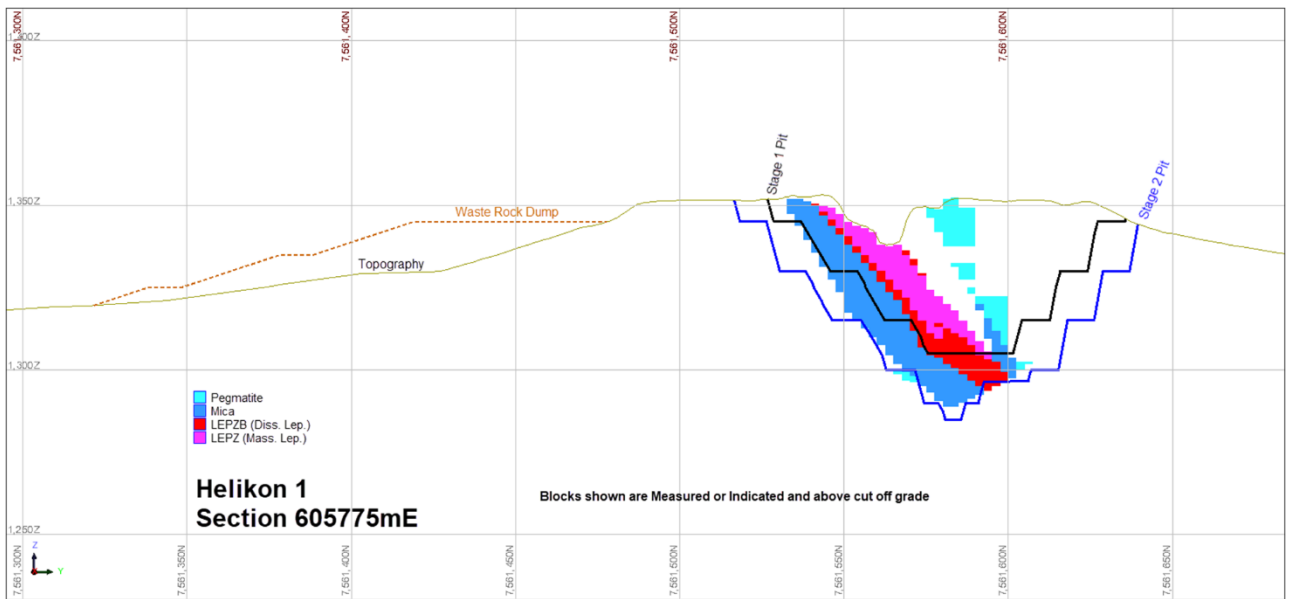 7,561,300N
7,561,400N
7,561,500N
7,561,600N
1,400Z
Stage 1 Pit
Stage 2 Pit
1,350Z
Waste Rock Dump
Topography
1,300Z
Pegmatite
Mica
LEPZB (Diss. Lep.)
LEPZ (Mass. Lep.)
Helikon 1
Section 605775mE
Blocks shown are Measured or Indicated and above cut off grade
1,250Z
Z
Y
7,561,300N
7,561,350N
7,561,400N
7,561,450N
7,561,500N
7,561,550N
7,561,600N
7,561,650N